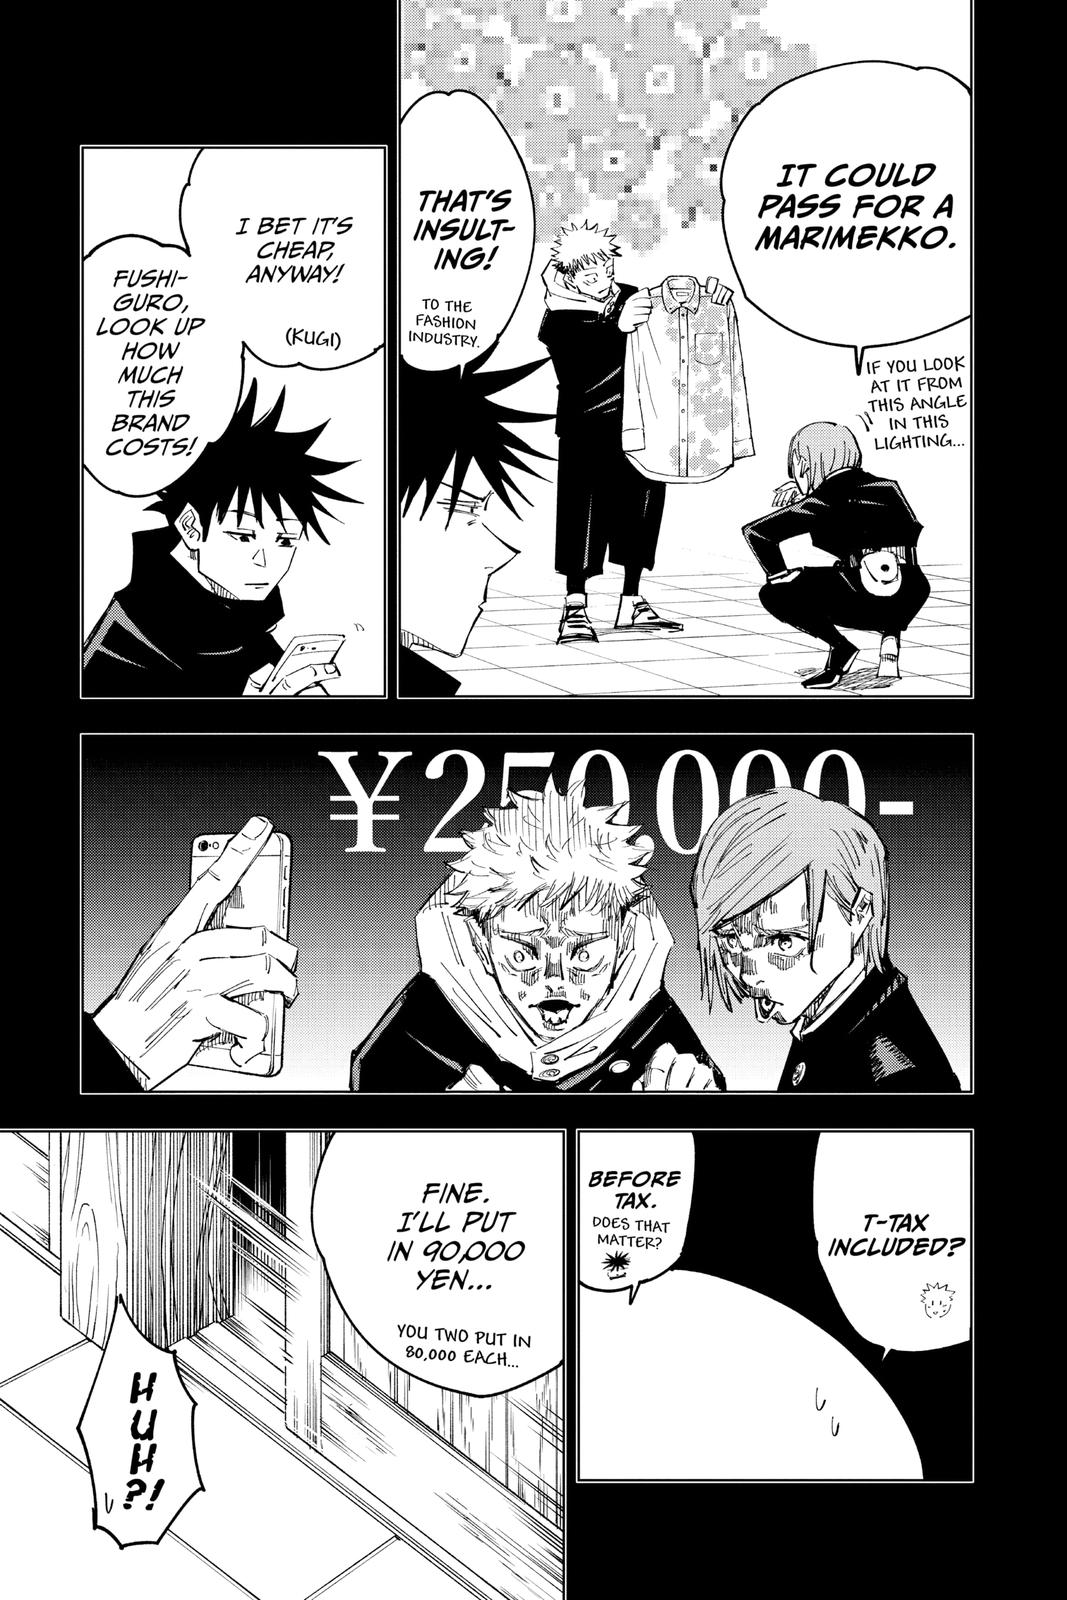 IT COULD
PASS FOR A
MARIMEKKO.
IF YOU LOOK
AT IT FROM
THIS ANGLE
IN THIS
LIGHTING...
THAT'S
INSULT-
ING!
TO THE
FASHION
INDUSTRY.
I BET IT'S
CHEAP,
ANYWAY!
(KUGI)
FUSHI-
GURO,
LOOK UP
HOW
MUCH
THIS
BRAND
COSTS!
¥250,000-
T-TAX
INCLUDED?
BEFORE
TAX.
DOES THAT
MATTER?
FINE.
I'LL PUT
IN 90,000
YEN...
YOU TWO PUT IN
80,000 EACH...
HUH?!